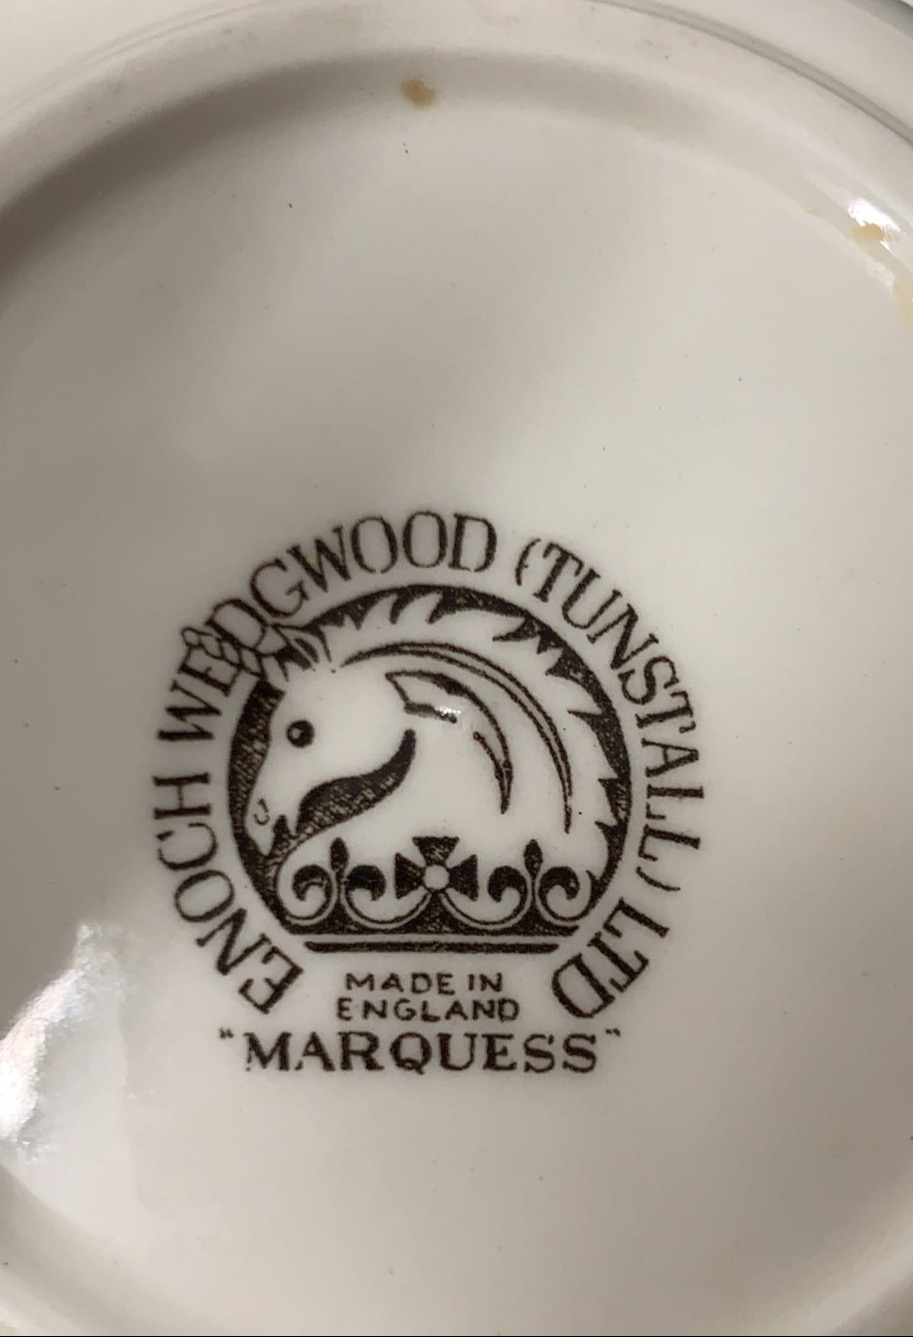 ENOCH WEDGWOOD (TUNSTALL) LTD
MADE IN
ENGLAND
"MARQUESS"